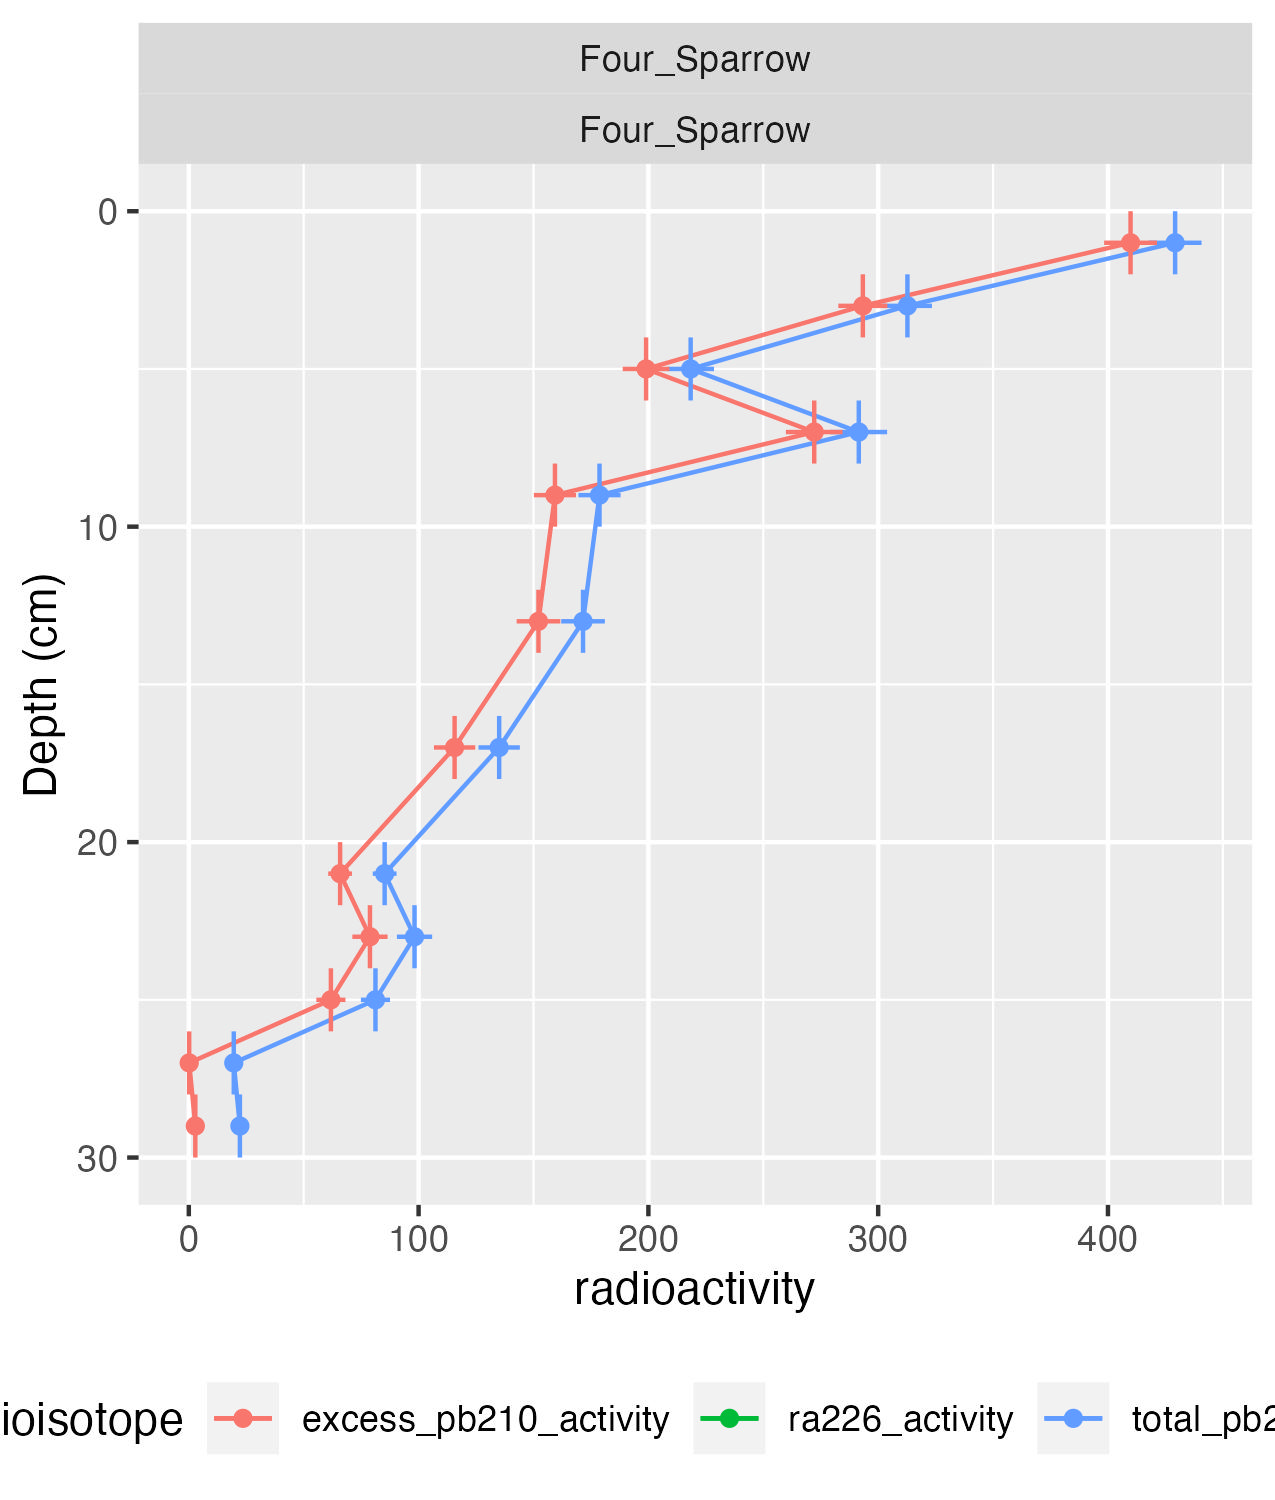 Four_Sparrow
Four_Sparrow
0
10
20
30
Depth (cm)
0 100 200 300 400
radioactivity
ioisotope excess_pb210_activity ra226_activity total_pb2